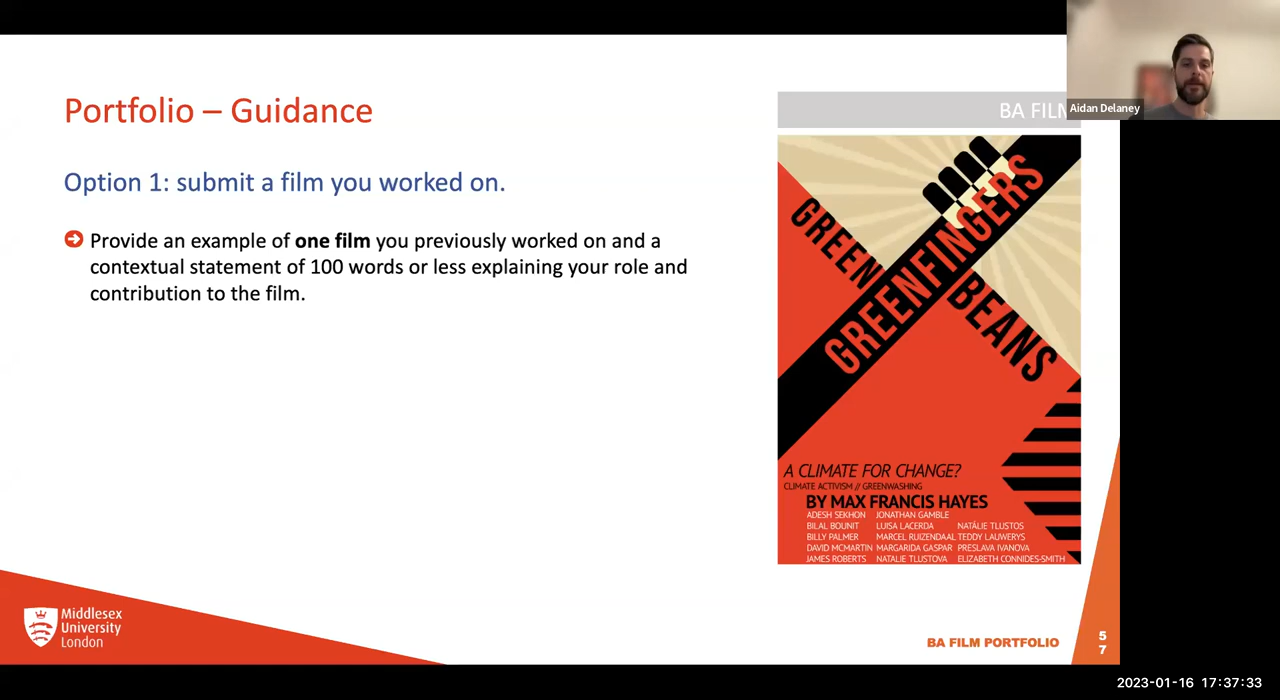 Portfolio – Guidance
Option 1: submit a film you worked on.
Provide an example of one film you previously worked on and a
contextual statement of 100 words or less explaining your role and
contribution to the film.
BA FILM
Aidan Delaney
GREEN
GREENFINGERS
BEANS
A CLIMATE FOR CHANGE?
CLIMATE ACTIVISM // GREENWASHING
BY MAX FRANCIS HAYES
ADESH SEKHON JONATHAN GAMBLE
BILAL BOUNIT LUISA LACERDA NATÁLIE TLUSTOS
BILLY PALMER MARCEL RUIZENDAAL TEDDY LAUWERYS
DAVID MCMARTIN MARGARIDA GASPAR PRESLAVA IVANOVA
JAMES ROBERTS NATALIE TLUSTOVA ELIZABETH CONNIDES-SMITH
Middlesex
University
London
BA FILM PORTFOLIO
5
7
2023-01-16 17:37:33